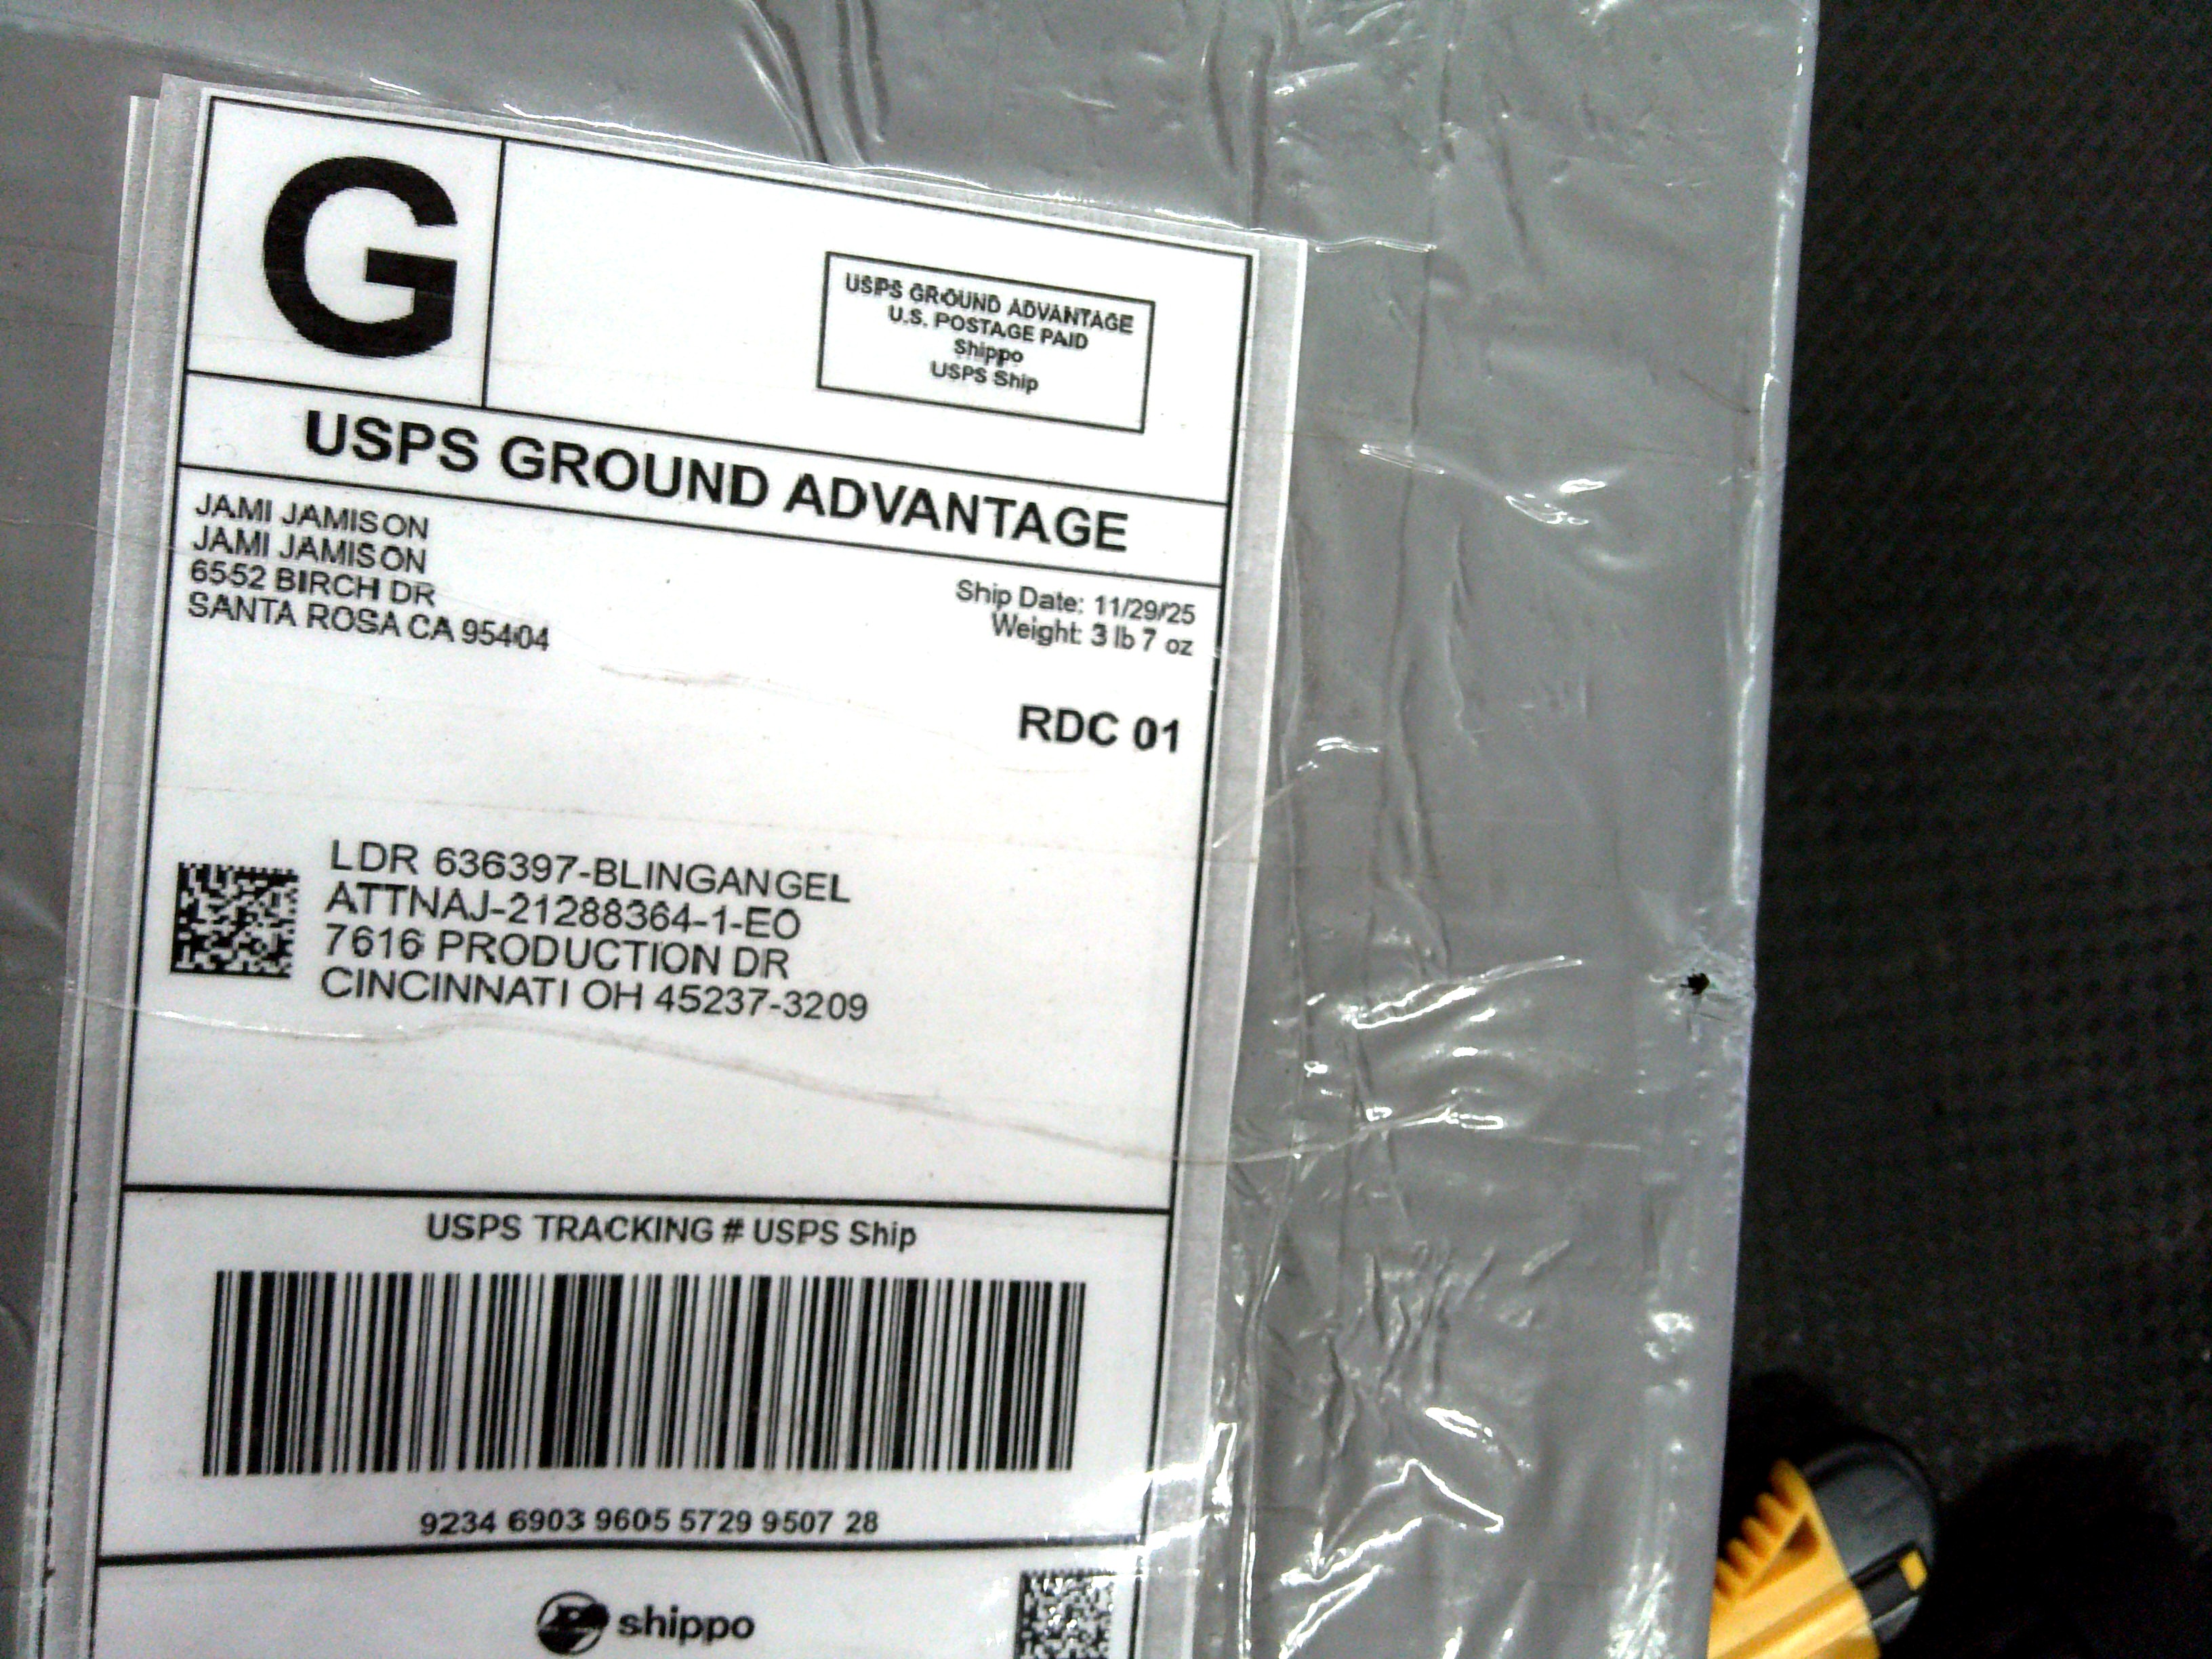 G
USPS GROUND ADVANTAGE
U.S. POSTAGE PAID
Shippo
USPS Ship
USPS GROUND ADVANTAGE
JAMI JAMISON
JAMI JAMISON
6552 BIRCH DR
SANTA ROSA CA 95404
Ship Date: 11/29/25
Weight: 3 lb 7 oz
RDC 01
LDR 636397-BLINGANGEL
ATTNAJ-21288364-1-EO
7616 PRODUCTION DR
CINCINNATI OH 45237-3209
USPS TRACKING # USPS Ship
9234 6903 9605 5729 9507 28
shippo